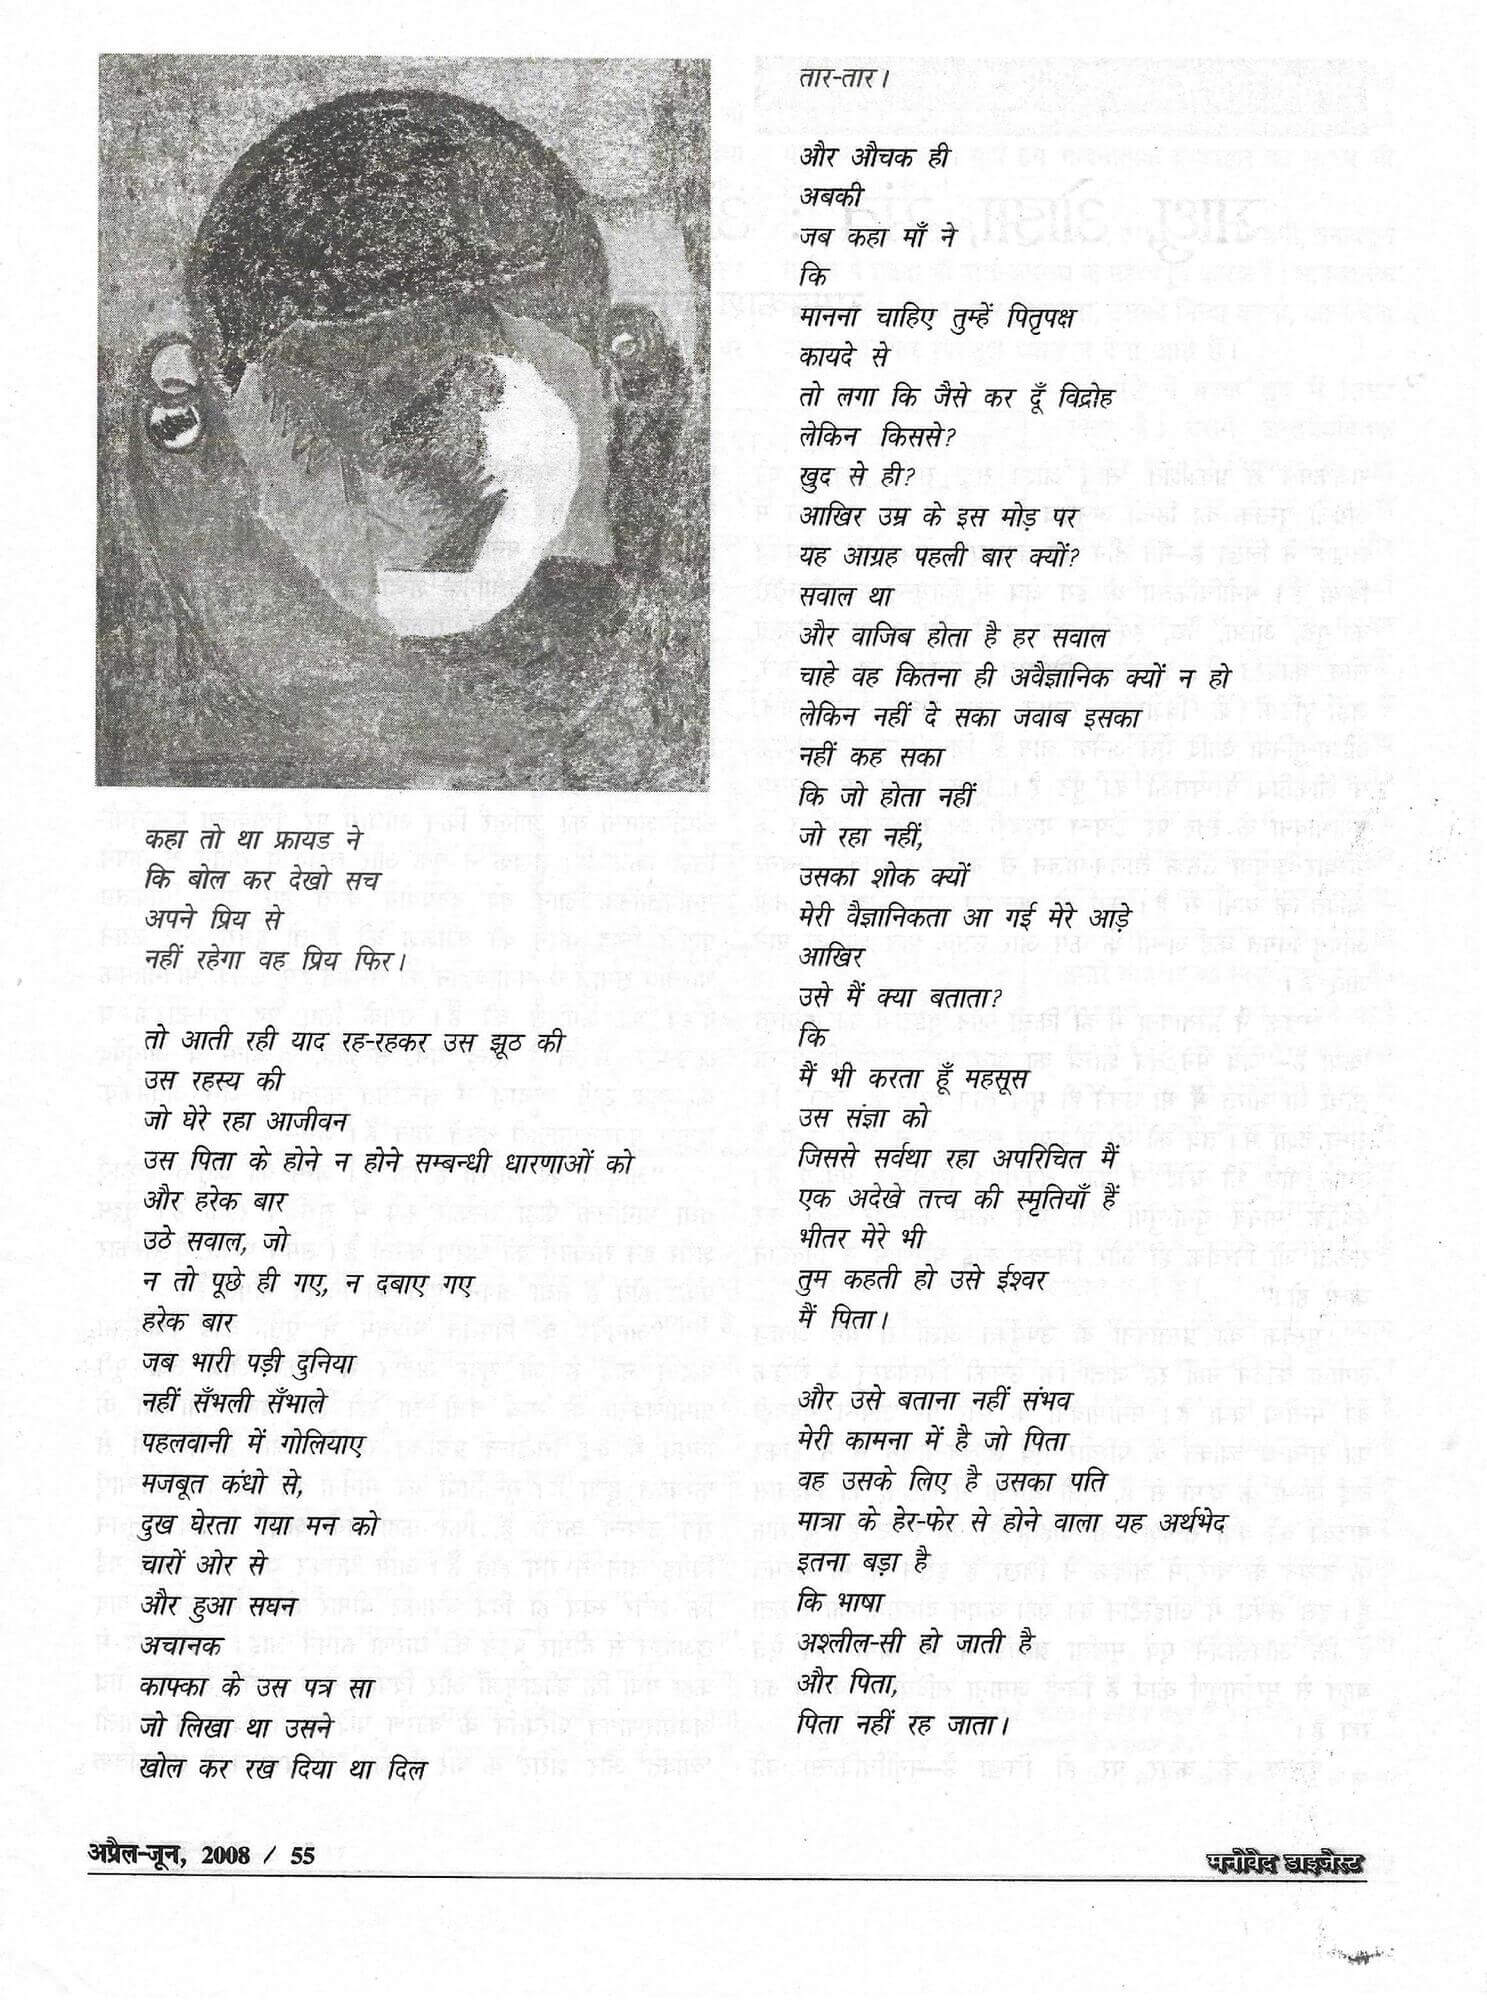 कहा तो था फ्रायड ने
कि बोल कर देखो सच
अपने प्रिय से
नहीं रहेगा वह प्रिय फिर।
तो आती रही याद रह-रहकर उस झूठ की
उस रहस्य की
जो घेरे रहा आजीवन
उस पिता के होने न होने सम्बन्धी धारणाओं को
और हरेक बार
उठे सवाल, जो
न तो पूछे ही गए, न दबाए गए
हरेक बार
जब भारी पड़ी दुनिया
नहीं सँभली सँभाले
पहलवानी में गोलियाए
मजबूत कंधो से,
दुख घेरता गया मन को
चारों ओर से
और हुआ सघन
अचानक
काफ्का के उस पत्र सा
जो लिखा था उसने
खोल कर रख दिया था दिल
तार-तार।
और औचक ही
अबकी
जब कहा माँ ने
कि
मानना चाहिए तुम्हें पितृपक्ष
कायदे से
तो लगा कि जैसे कर दूँ विद्रोह
लेकिन किससे?
खुद से ही?
आखिर उम्र के इस मोड़ पर
यह आग्रह पहली बार क्यों?
सवाल था
और वाजिब होता है हर सवाल
चाहे वह कितना ही अवैज्ञानिक क्यों न हो
लेकिन नहीं दे सका जवाब इसका
नहीं कह सका
कि जो होता नहीं
जो रहा नहीं,
उसका शोक क्यों
मेरी वैज्ञानिकता आ गई मेरे आड़े
आखिर
उसे मैं क्या बताता?
कि
मैं भी करता हूँ महसूस
उस संज्ञा को
जिससे सर्वथा रहा अपरिचित मैं
एक अदेखे तत्त्व की स्मृतियाँ हैं
भीतर मेरे भी
तुम कहती हो उसे ईश्वर
मैं पिता।
और उसे बताना नहीं संभव
मेरी कामना में है जो पिता
वह उसके लिए है उसका पति
मात्रा के हेर-फेर से होने वाला यह अर्थभेद
इतना बड़ा है
कि भाषा
अश्लील-सी हो जाती है
और पिता,
पिता नहीं रह जाता।
अप्रैल-जून, 2008 / 55
मनोवेद डाइजेस्ट